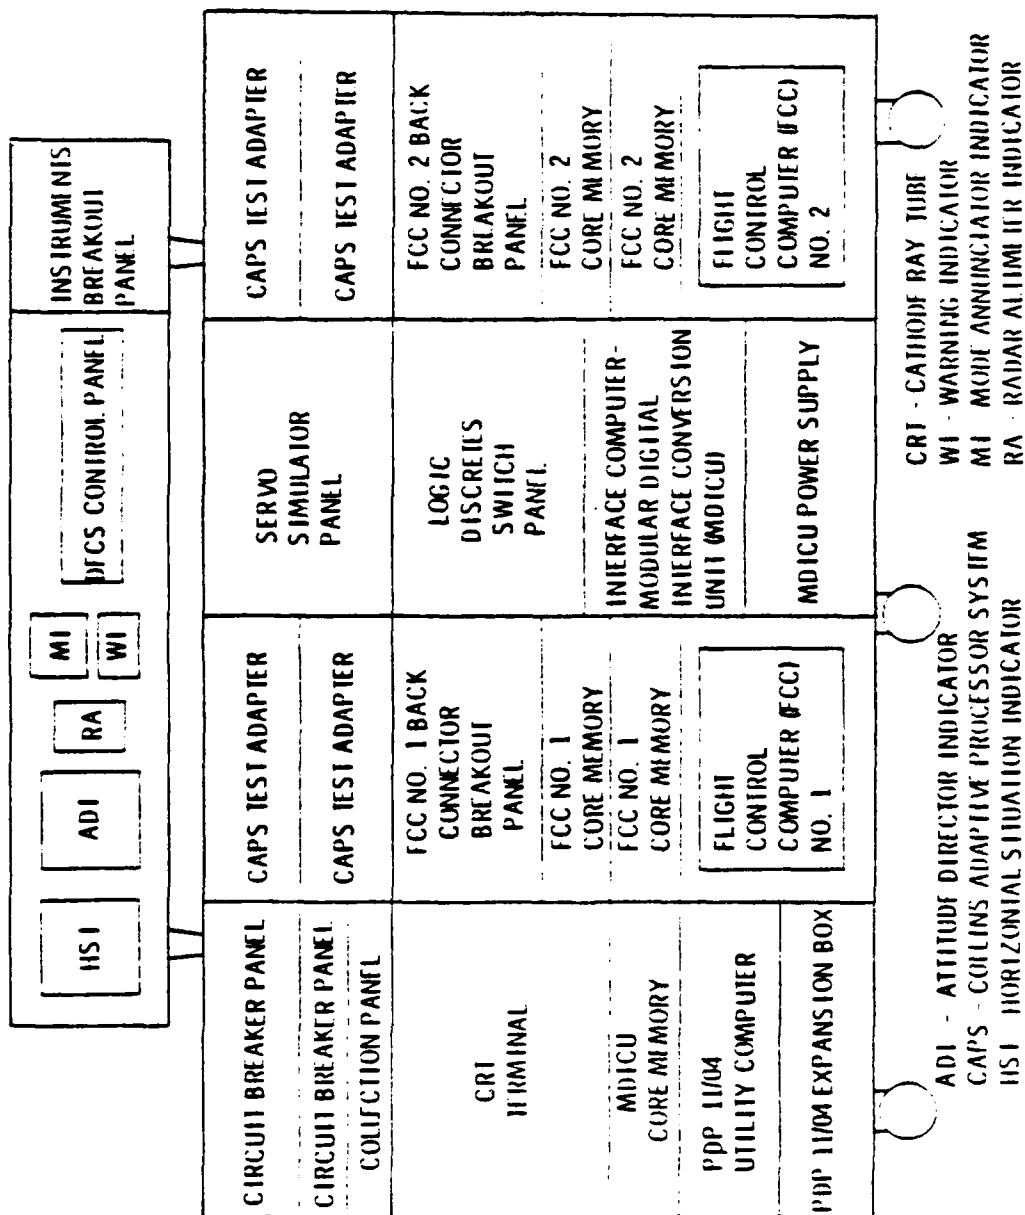 HSI
ADI
RA
MI
WI
DFCS CONTROL PANEL
INSTRUMENTS
BREAKOUT
PANEL
CIRCUIT BREAKER PANEL
CIRCUIT BREAKER PANEL
COLLECTION PANEL
CRT
TERMINAL
MDICU
CORE MEMORY
PDP 11/04
UTILITY COMPUTER
PDP 11/04 EXPANSION BOX
CAPS TEST ADAPTER
CAPS TEST ADAPTER
FCC NO. 1 BACK
CONNECTOR
BREAKOUT
PANEL
FCC NO. 1
CORE MEMORY
FCC NO. 1
CORE MEMORY
FLIGHT
CONTROL
COMPUTER (FCC)
NO. 1
SERVO
SIMULATOR
PANEL
LOGIC
DISCRETES
SWITCH
PANEL
INTERFACE COMPUTER-
MODULAR DIGITAL
INTERFACE CONVERSION
UNIT (MDICU)
MDICU POWER SUPPLY
CAPS TEST ADAPTER
CAPS TEST ADAPTER
FCC NO. 2 BACK
CONNECTOR
BREAKOUT
PANEL
FCC NO. 2
CORE MEMORY
FCC NO. 2
CORE MEMORY
FLIGHT
CONTROL
COMPUTER (FCC)
NO. 2
ADI - ATTITUDE DIRECTOR INDICATOR
CAPS - COLLINS ADAPTIVE PROCESSOR SYSTEM
HSI HORIZONTAL SITUATION INDICATOR
CRT - CATHODE RAY TUBE
WI - WARNING INDICATOR
MI MODE ANNUNCIATOR INDICATOR
RA - RADAR ALTIMETER INDICATOR